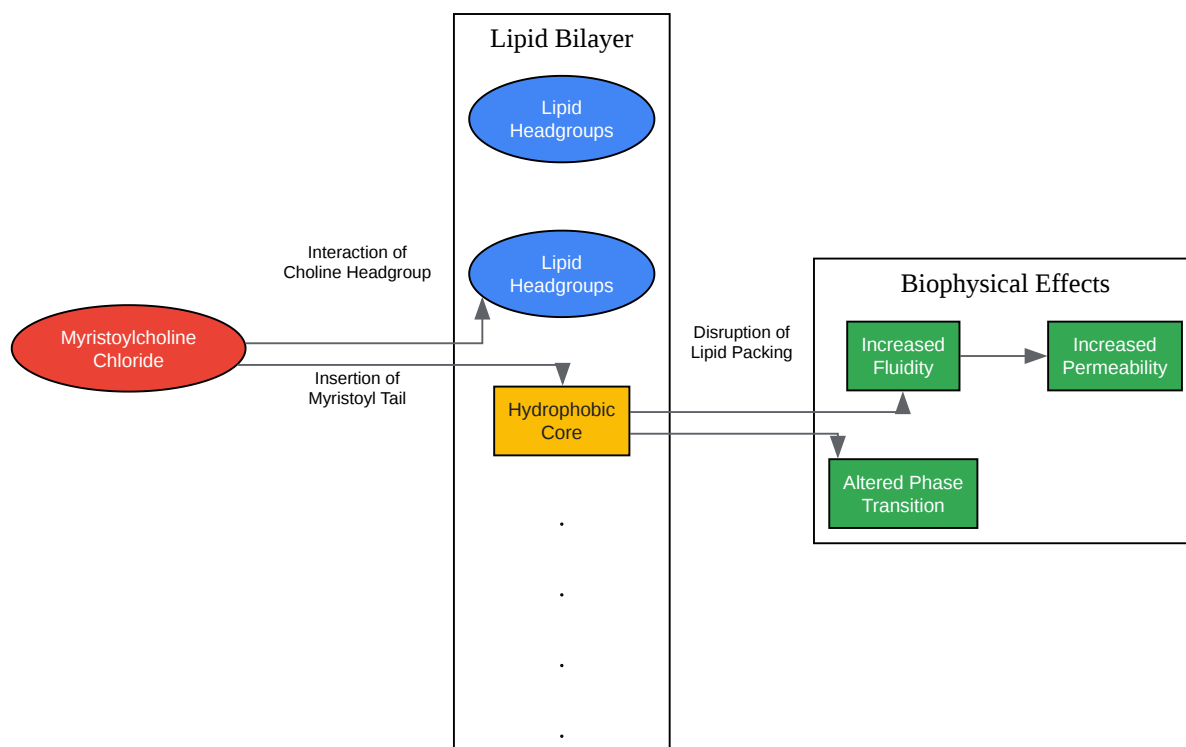 Lipid Bilayer
Lipid
Headgroups
Lipid
Headgroups
Interaction of
Choline Headgroup
Myristoylcholine
Chloride
Insertion of
Myristoyl Tail
Hydrophobic
Core
Disruption of
Lipid Packing
Biophysical Effects
Increased
Fluidity
Increased
Permeability
Altered Phase
Transition
.
.
.
.